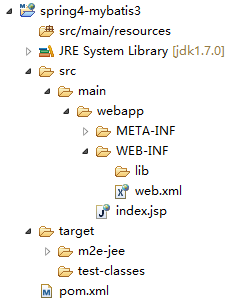 spring4-mybatis3
src/main/resources
JRE System Library [jdk1.7.0]
src
main
webapp
META-INF
WEB-INF
lib
web.xml
index.jsp
target
m2e-jee
test-classes
pom.xml